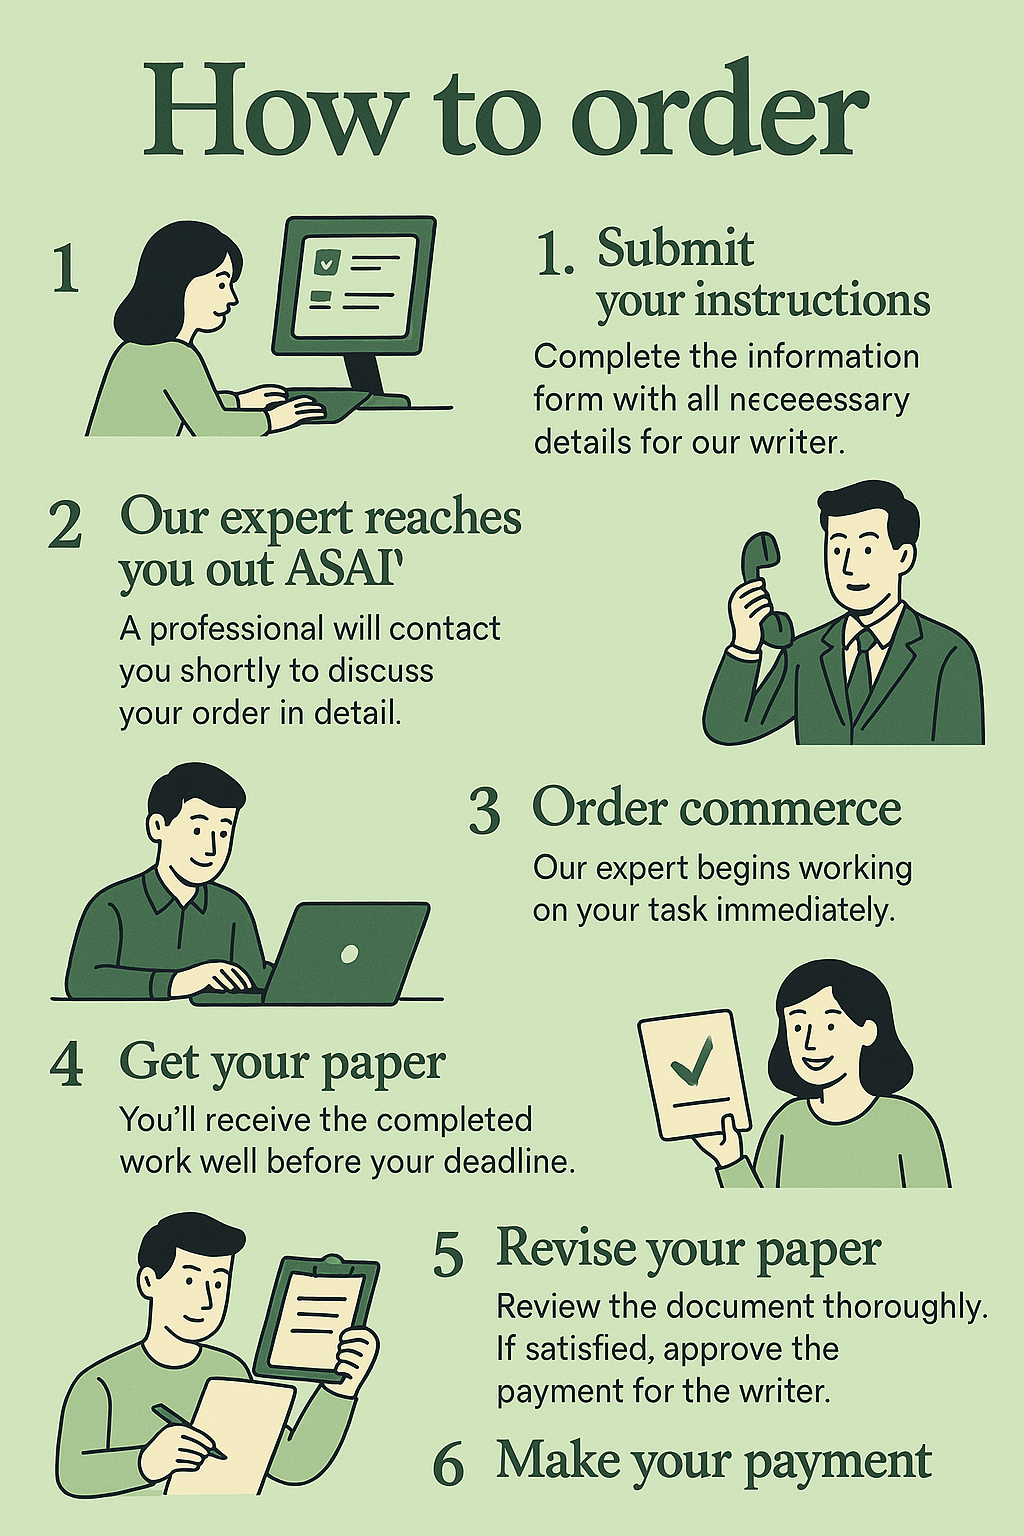 How to order
1
1. Submit
your instructions
Complete the information
form with all neceeessary
details for our writer.
2 Our expert reaches
you out ASAI'
A professional will contact
you shortly to discuss
your order in detail.
3 Order commerce
Our expert begins working
on your task immediately.
4 Get your paper
You'll receive the completed
work well before your deadline.
5 Revise your paper
Review the document thoroughly.
If satisfied, approve the
payment for the writer.
6 Make your payment